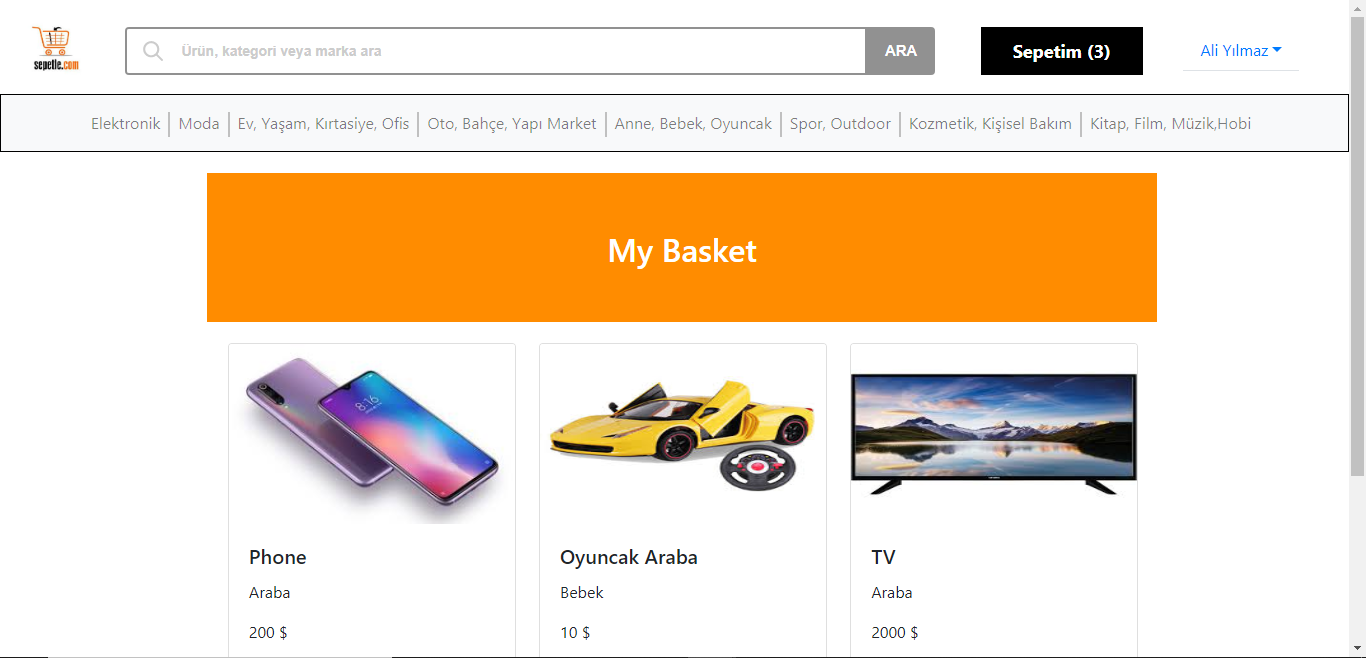 sepetle.com
Ürün, kategori veya marka ara
ARA
Sepetim (3)
Ali Yılmaz
Elektronik
Moda
Ev, Yaşam, Kırtasiye, Ofis
Oto, Bahçe, Yapı Market
Anne, Bebek, Oyuncak
Spor, Outdoor
Kozmetik, Kişisel Bakım
Kitap, Film, Müzik,Hobi
My Basket
8:16
Phone
Araba
200 $
Oyuncak Araba
Bebek
10 $
TV
Araba
2000 $